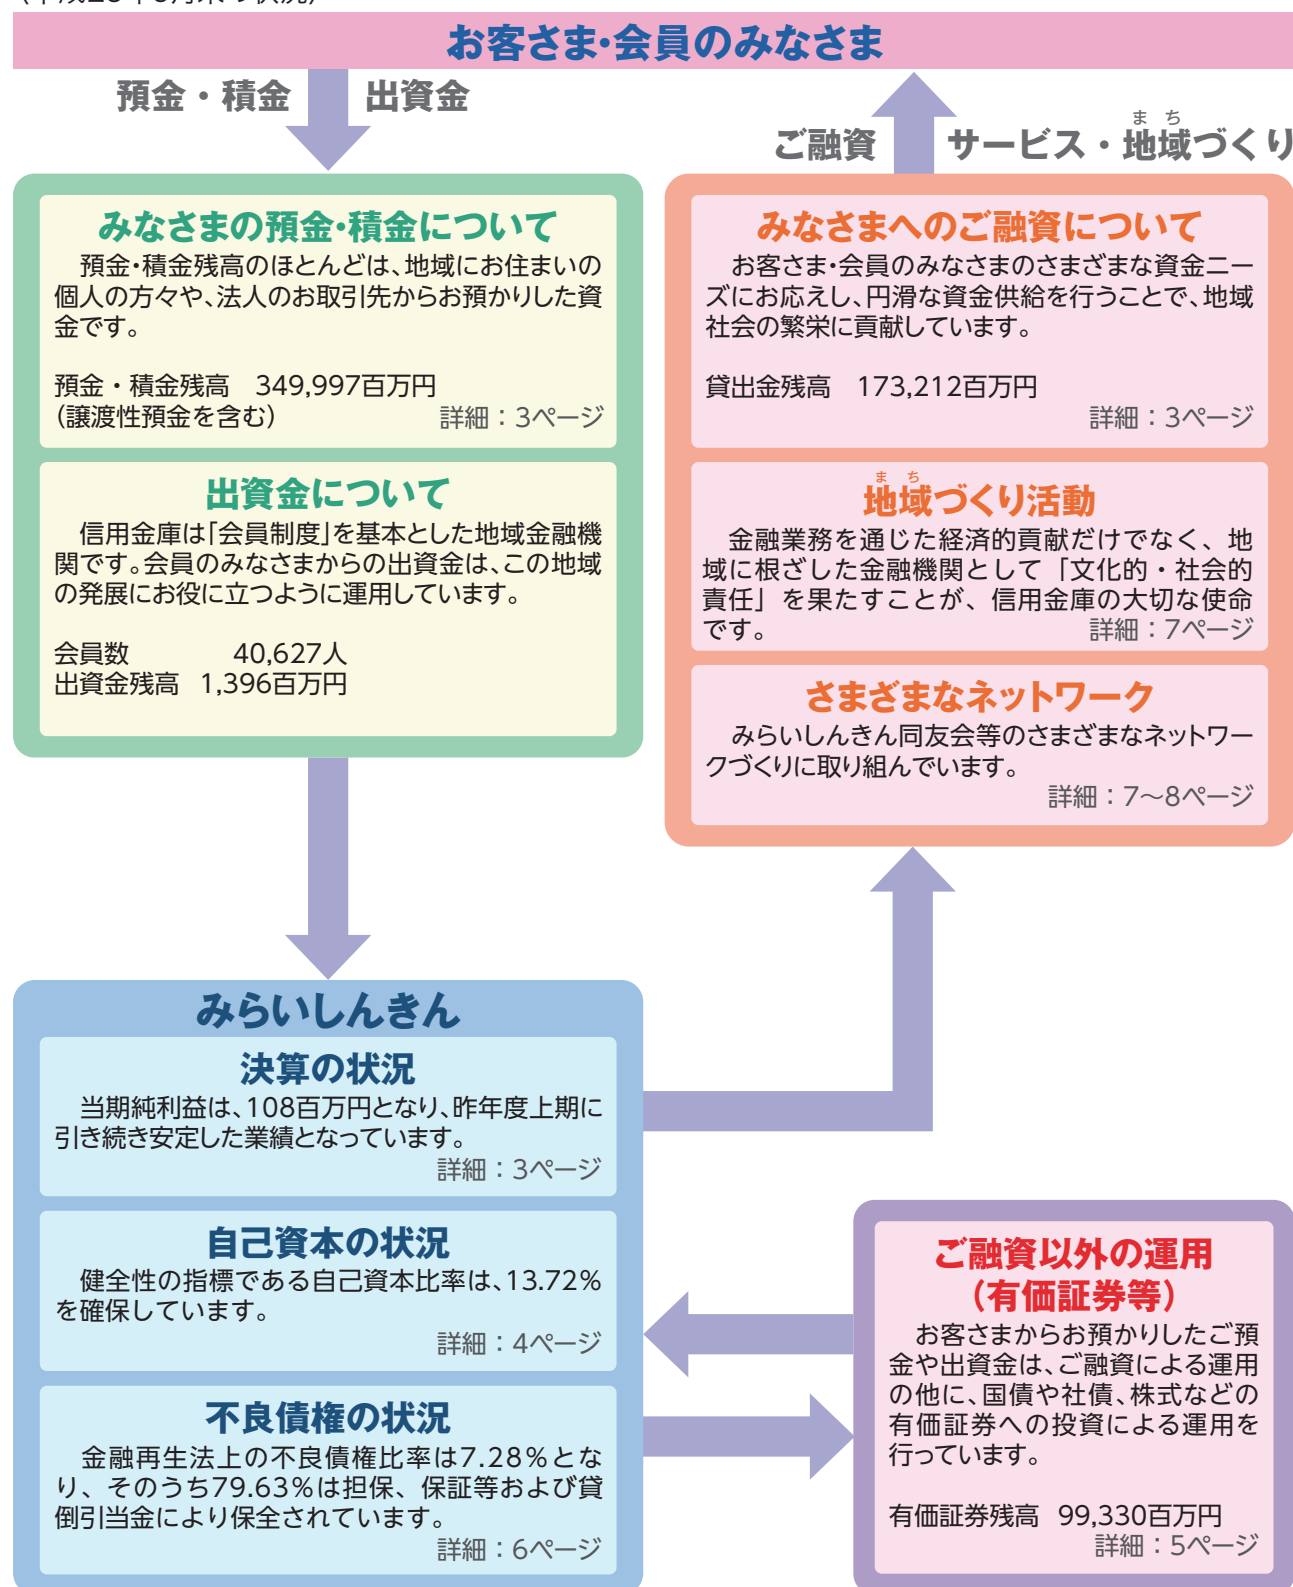 お客さま・会員のみなさま
預金・積金 出資金
ご融資 サービス・地域づくり
まち
みなさまの預金・積金について
預金・積金残高のほとんどは、地域にお住まいの
個人の方々や、法人のお取引先からお預かりした資
金です。
預金・積金残高 349,997百万円
(譲渡性預金を含む) 詳細:3ページ
出資金について
信用金庫は「会員制度」を基本とした地域金融機
関です。会員のみなさまからの出資金は、この地域
の発展にお役に立つように運用しています。
会員数 40,627人
出資金残高 1,396百万円
みなさまへのご融資について
お客さま・会員のみなさまのさまざまな資金ニー
ズにお応えし、円滑な資金供給を行うことで、地域
社会の繁栄に貢献しています。
貸出金残高 173,212百万円
詳細:3ページ
まち
地域づくり活動
金融業務を通じた経済的貢献だけでなく、地
域に根ざした金融機関として「文化的・社会的
責任」を果たすことが、信用金庫の大切な使命
です。 詳細:7ページ
さまざまなネットワーク
みらいしんきん同友会等のさまざまなネットワー
クづくりに取り組んでいます。
詳細:7〜8ページ
みらいしんきん
決算の状況
当期純利益は、108百万円となり、昨年度上期に
引き続き安定した業績となっています。
詳細:3ページ
自己資本の状況
健全性の指標である自己資本比率は、13.72%
を確保しています。
詳細:4ページ
不良債権の状況
金融再生法上の不良債権比率は7.28%とな
り、そのうち79.63%は担保、保証等および貸
倒引当金により保全されています。
詳細:6ページ
ご融資以外の運用
(有価証券等)
お客さまからお預かりしたご預
金や出資金は、ご融資による運用
の他に、国債や社債、株式などの
有価証券への投資による運用を
行っています。
有価証券残高 99,330百万円
詳細:5ページ